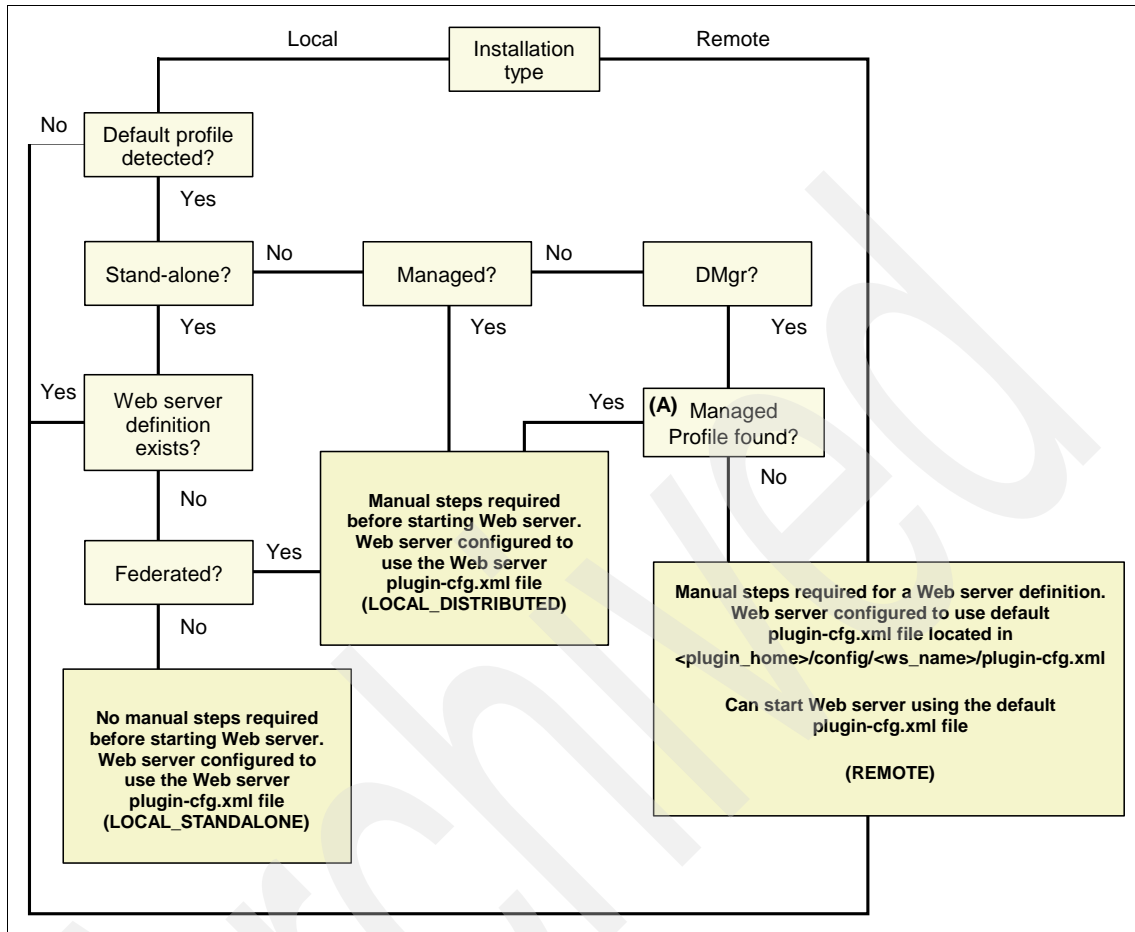 Local
Installation
type
Remote
No
Default profile
detected?
Yes
Stand-alone?
No
Managed?
No
DMgr?
Yes
Yes
Yes
Yes
Web server
definition
exists?
Yes
(A) Managed
Profile found?
No
No
Manual steps required
before starting Web server.
Web server configured to
use the Web server
plugin-cfg.xml file
(LOCAL_DISTRIBUTED)
Federated?
Yes
No
Manual steps required for a Web server definition.
Web server configured to use default
plugin-cfg.xml file located in
<plugin_home>/config/<ws_name>/plugin-cfg.xml
Can start Web server using the default
plugin-cfg.xml file
(REMOTE)
No manual steps required
before starting Web server.
Web server configured to
use the Web server
plugin-cfg.xml file
(LOCAL_STANDALONE)